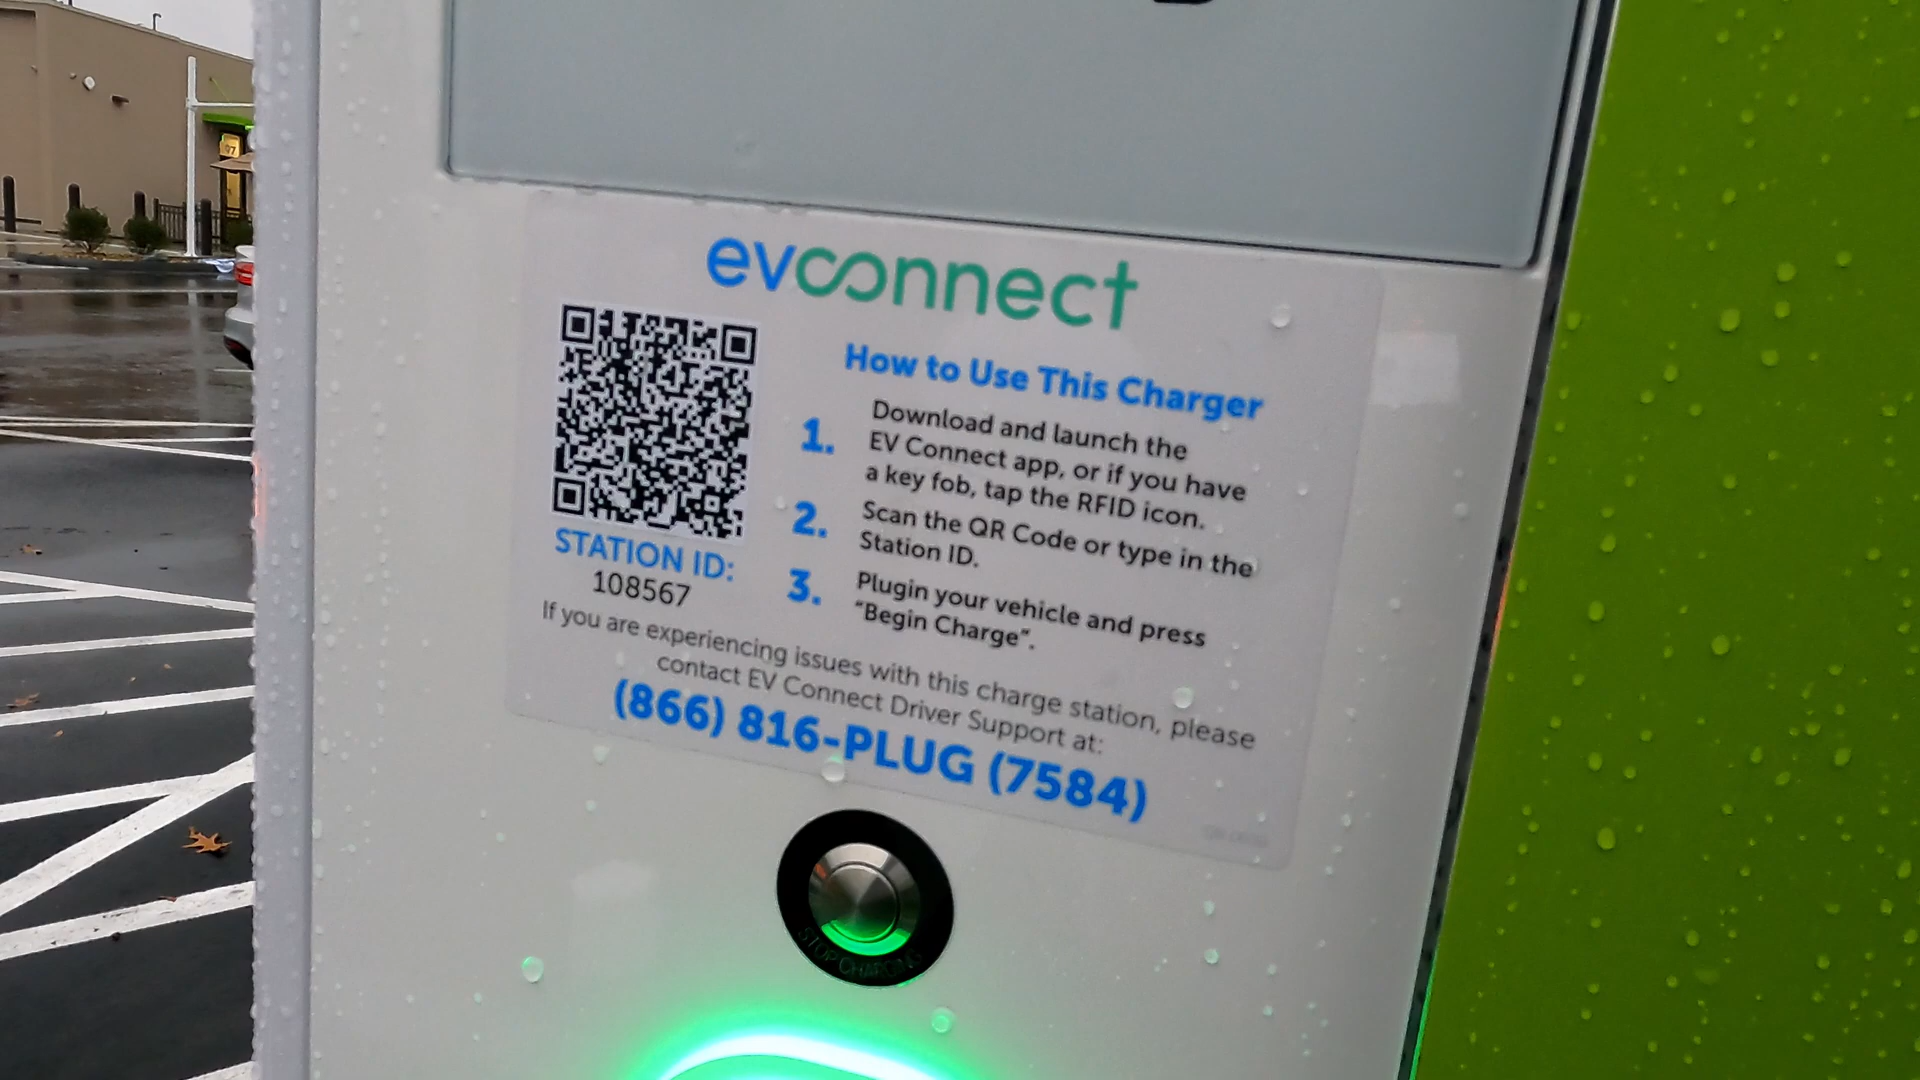 evconnect
How to Use This Charger
1. Download and launch the
EV Connect app, or if you have
a key fob, tap the RFID icon.
2. Scan the QR Code or type in the
Station ID.
3. Plugin your vehicle and press
“Begin Charge”.
STATION ID:
108567
If you are experiencing issues with this charge station, please
contact EV Connect Driver Support at:
(866) 816-PLUG (7584)
STOP CHARGING